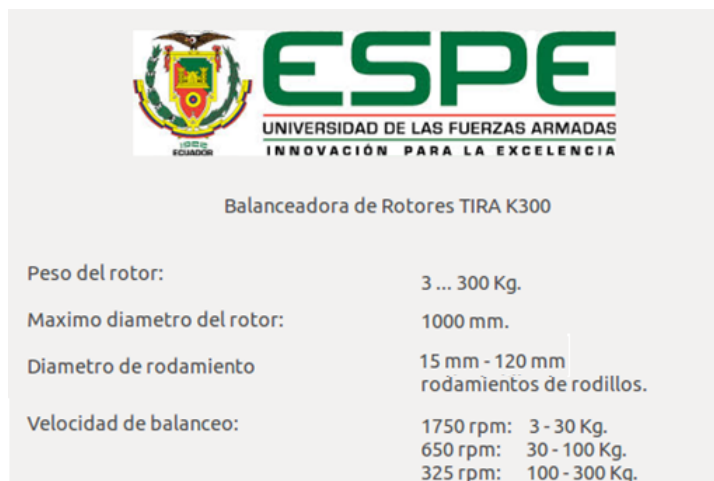 ESPE
UNIVERSIDAD DE LAS FUERZAS ARMADAS
INNOVACIÓN PARA LA EXCELENCIA
ECUADOR
Balanceadora de Rotores TIRA K300
Peso del rotor: 3 ... 300 Kg.
Maximo diametro del rotor: 1000 mm.
Diametro de rodamiento 15 mm - 120 mm
rodamientos de rodillos.
Velocidad de balanceo: 1750 rpm: 3 - 30 Kg.
650 rpm: 30 - 100 Kg.
325 rpm: 100 - 300 Kg.